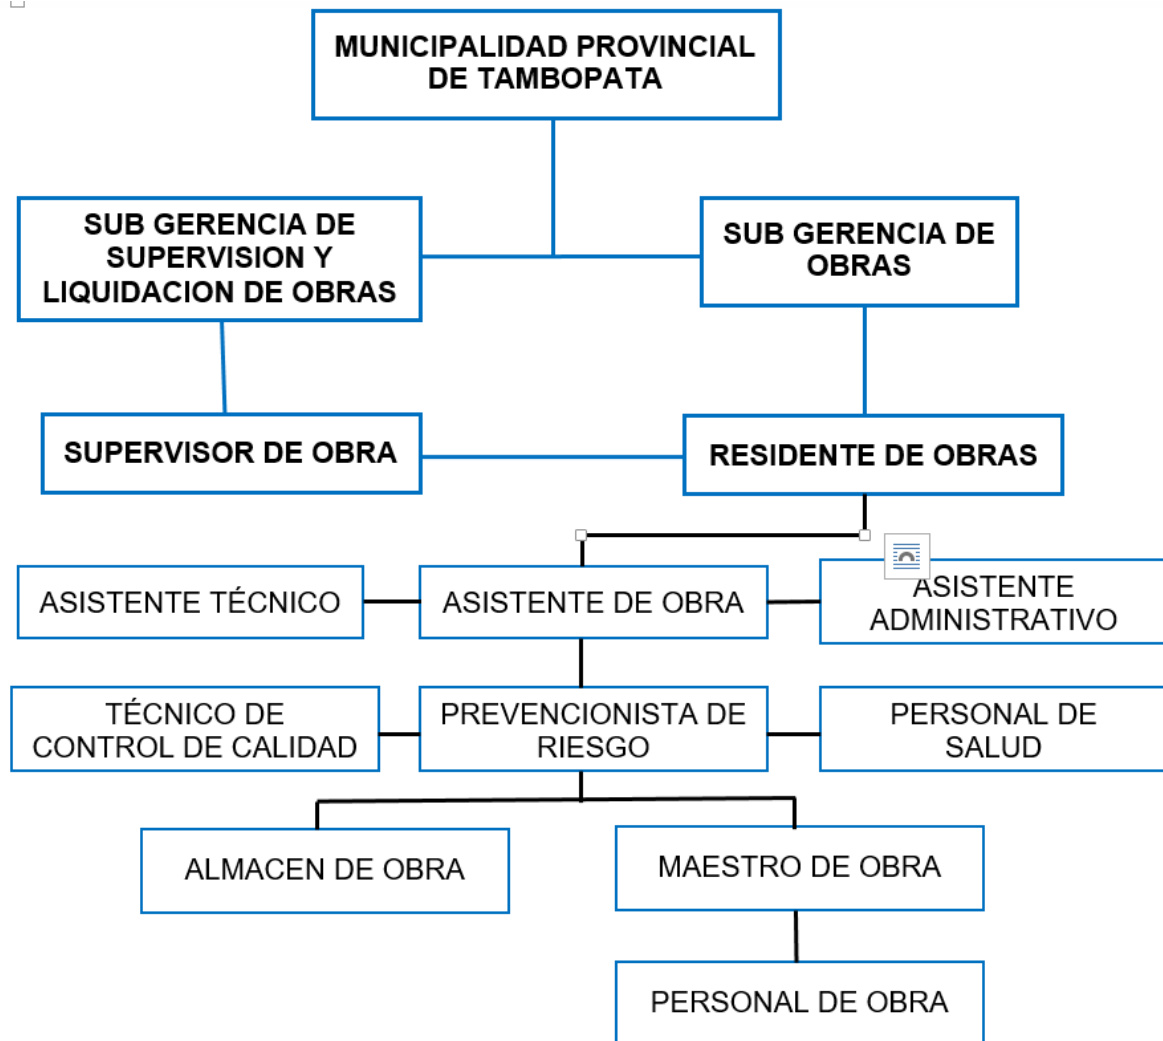 MUNICIPALIDAD PROVINCIAL
DE TAMBOPATA
SUB GERENCIA DE
SUPERVISION Y
LIQUIDACION DE OBRAS
SUB GERENCIA DE
OBRAS
SUPERVISOR DE OBRA
RESIDENTE DE OBRAS
ASISTENTE TÉCNICO
ASISTENTE DE OBRA
ASISTENTE
ADMINISTRATIVO
TÉCNICO DE
CONTROL DE CALIDAD
PREVENCIONISTA DE
RIESGO
PERSONAL DE
SALUD
ALMACEN DE OBRA
MAESTRO DE OBRA
PERSONAL DE OBRA